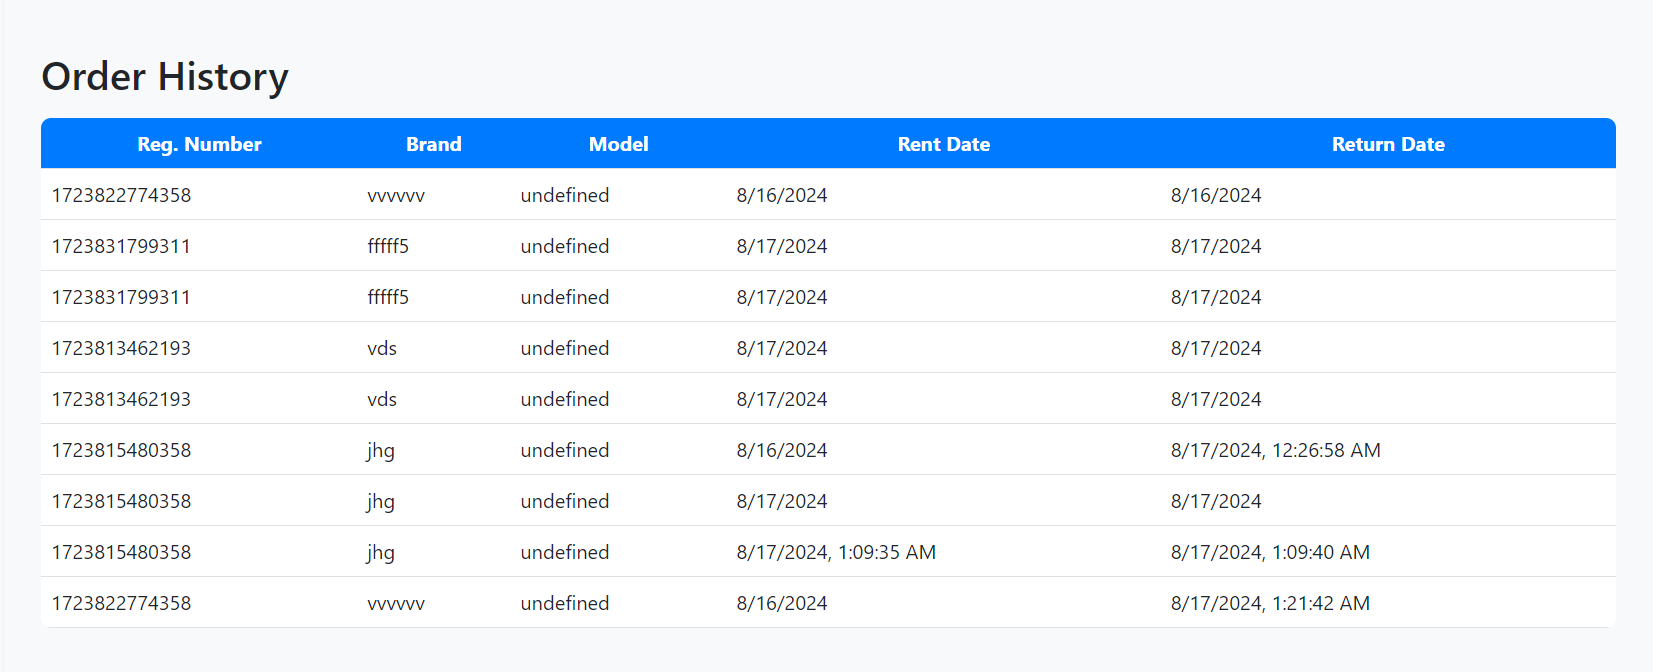 Order History
Reg. Number Brand Model Rent Date Return Date
1723822774358 vvvvvv undefined 8/16/2024 8/16/2024
1723831799311 fffff5 undefined 8/17/2024 8/17/2024
1723831799311 fffff5 undefined 8/17/2024 8/17/2024
1723813462193 vds undefined 8/17/2024 8/17/2024
1723813462193 vds undefined 8/17/2024 8/17/2024
1723815480358 jhg undefined 8/16/2024 8/17/2024, 12:26:58 AM
1723815480358 jhg undefined 8/17/2024 8/17/2024
1723815480358 jhg undefined 8/17/2024, 1:09:35 AM 8/17/2024, 1:09:40 AM
1723822774358 vvvvvv undefined 8/16/2024 8/17/2024, 1:21:42 AM